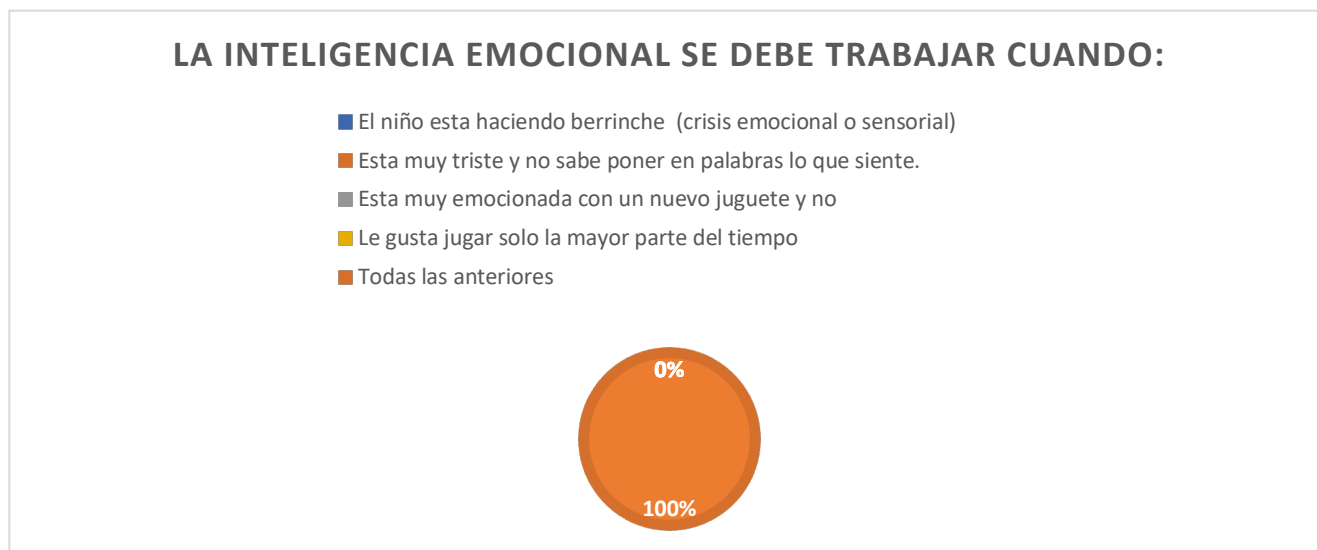 LA INTELIGENCIA EMOCIONAL SE DEBE TRABAJAR CUANDO:
El niño esta haciendo berrinche (crisis emocional o sensorial)
Esta muy triste y no sabe poner en palabras lo que siente.
Esta muy emocionada con un nuevo juguete y no
Le gusta jugar solo la mayor parte del tiempo
Todas las anteriores
0%
100%